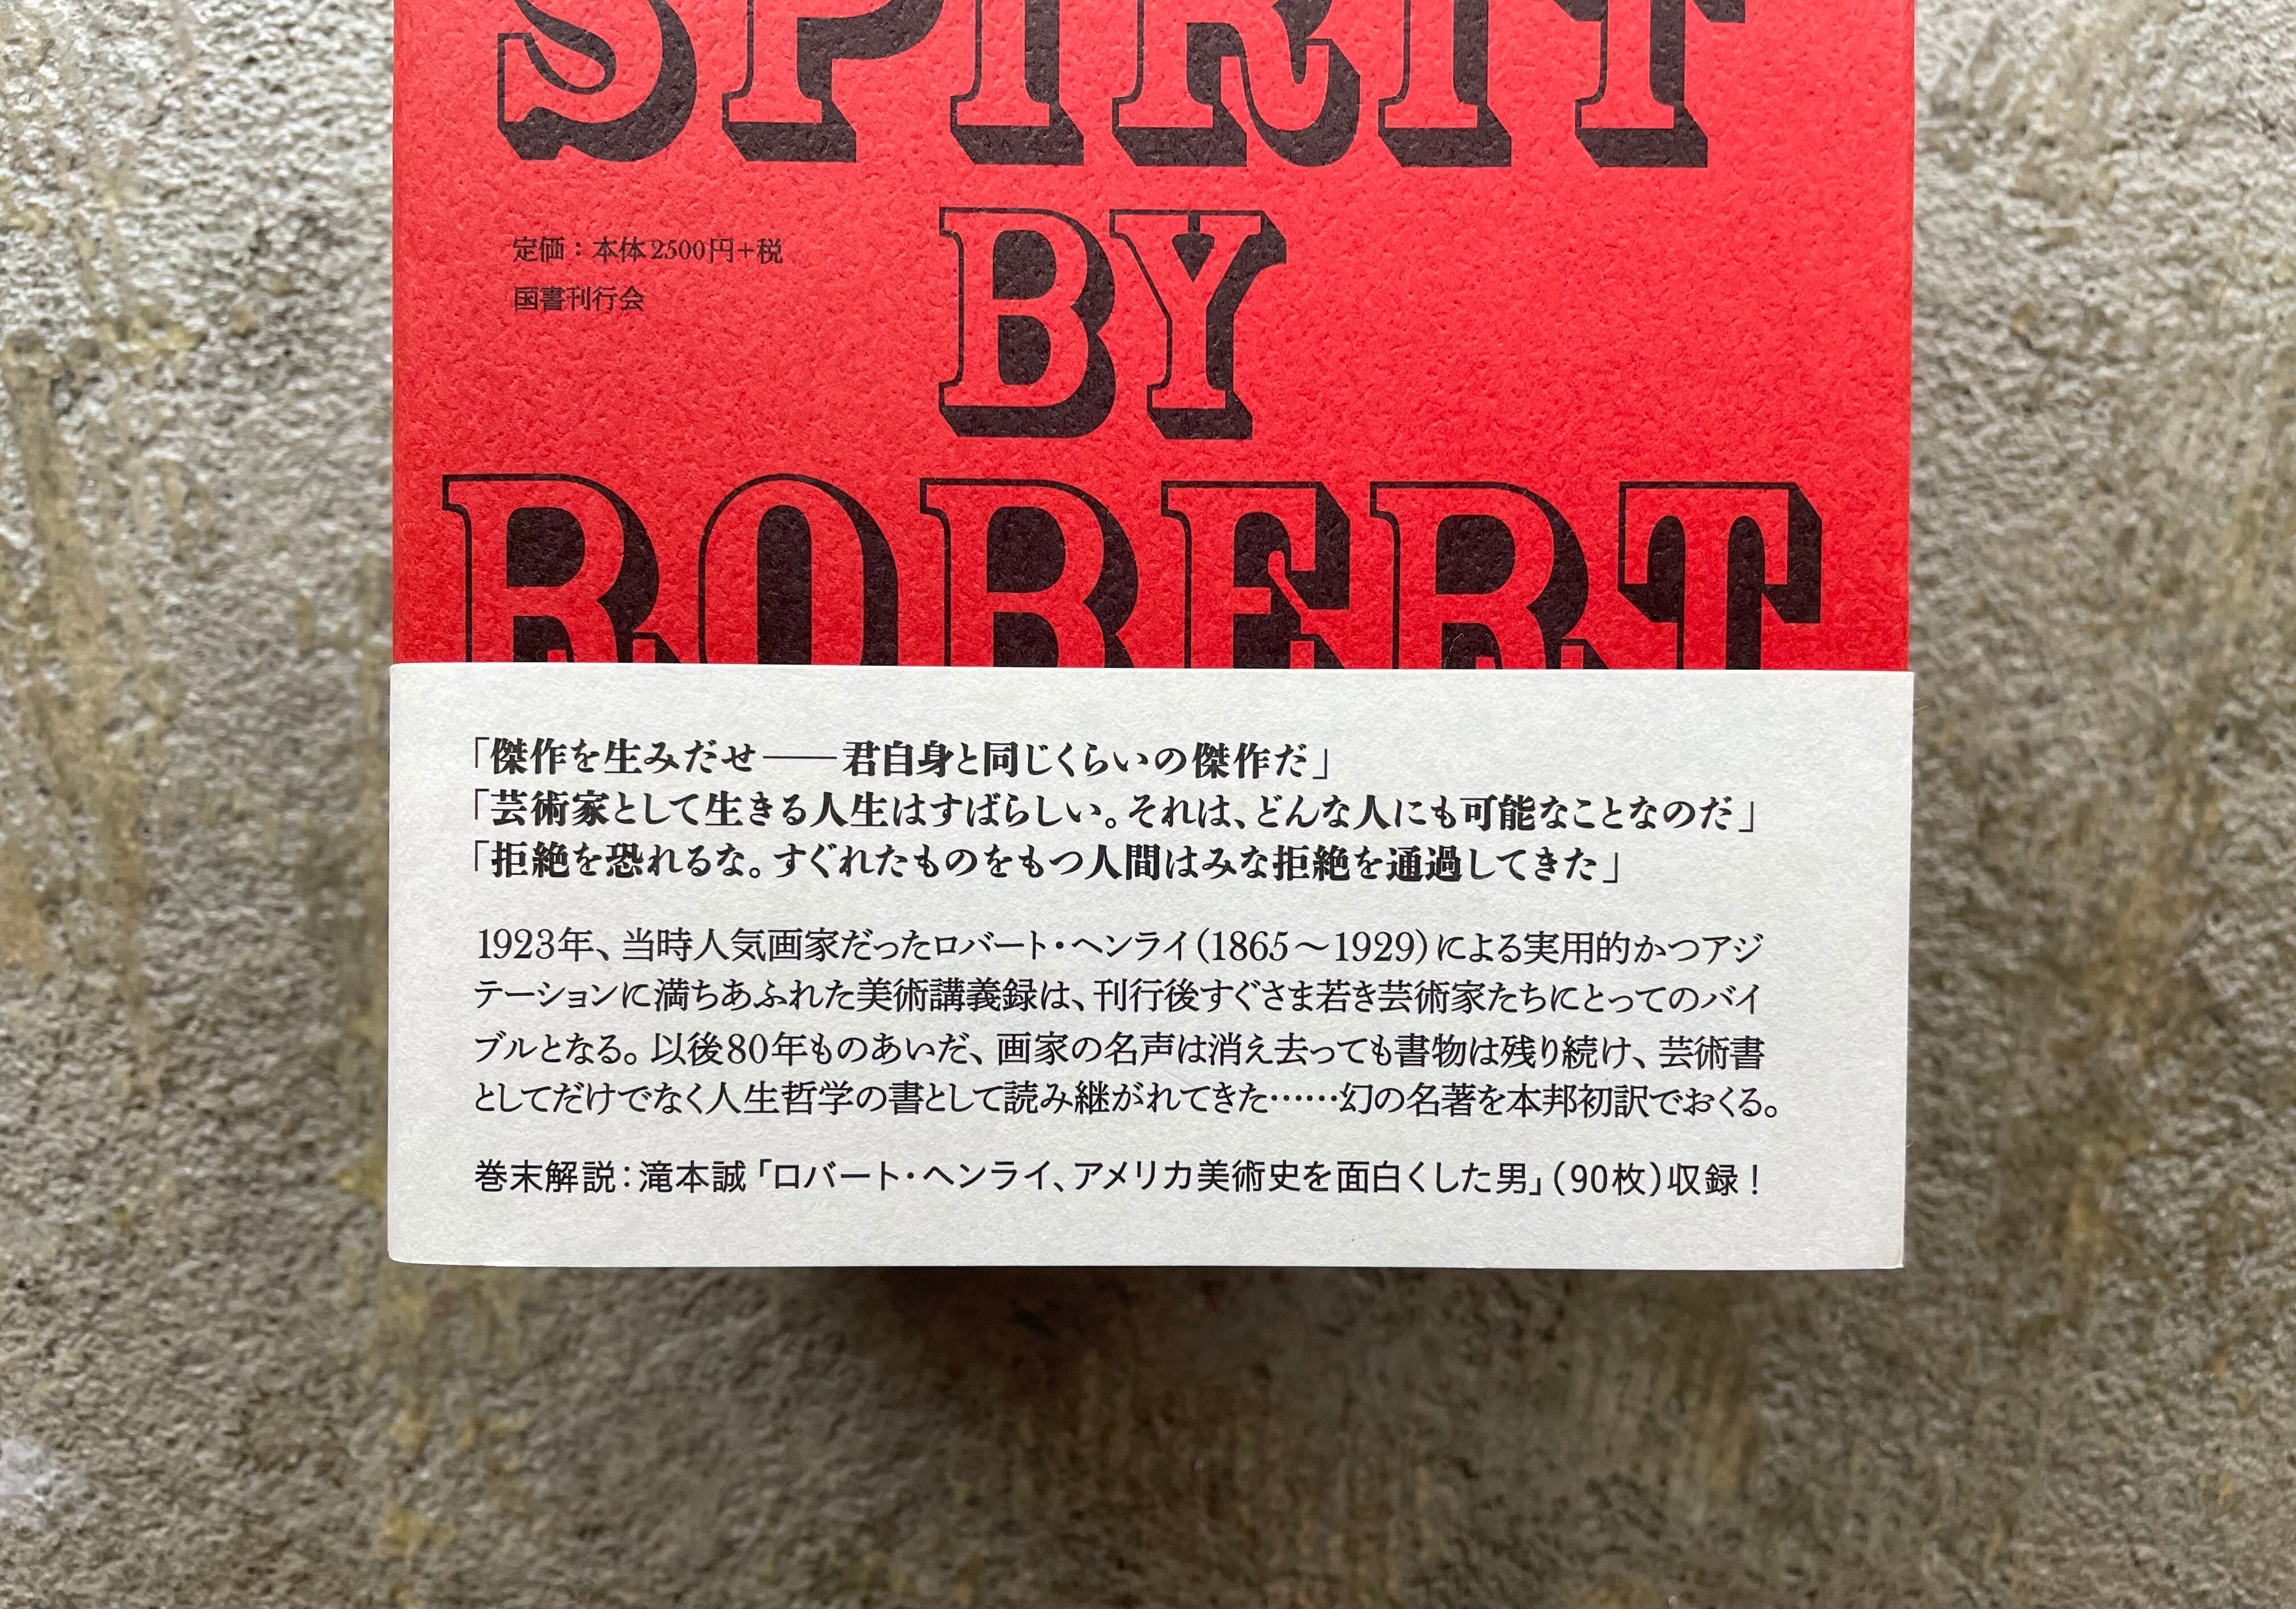 SPIRIT
定価：本体2500円+税
国書刊行会
BY
ROBERT
「傑作を生みだせ——君自身と同じくらいの傑作だ」
「芸術家として生きる人生はすばらしい。それは、どんな人にも可能なことなのだ」
「拒絶を恐れるな。すぐれたものをもつ人間はみな拒絶を通過してきた」
1923年、当時人気画家だったロバート・ヘンライ（1865～1929）による実用的かつアジ
テーションに満ちあふれた美術講義録は、刊行後すぐさま若き芸術家たちにとってのバイ
ブルとなる。以後80年ものあいだ、画家の名声は消え去っても書物は残り続け、芸術書
としてだけでなく人生哲学の書として読み継がれてきた……幻の名著を本邦初訳でおくる。
巻末解説：滝本誠「ロバート・ヘンライ、アメリカ美術史を面白くした男」（90枚）収録！